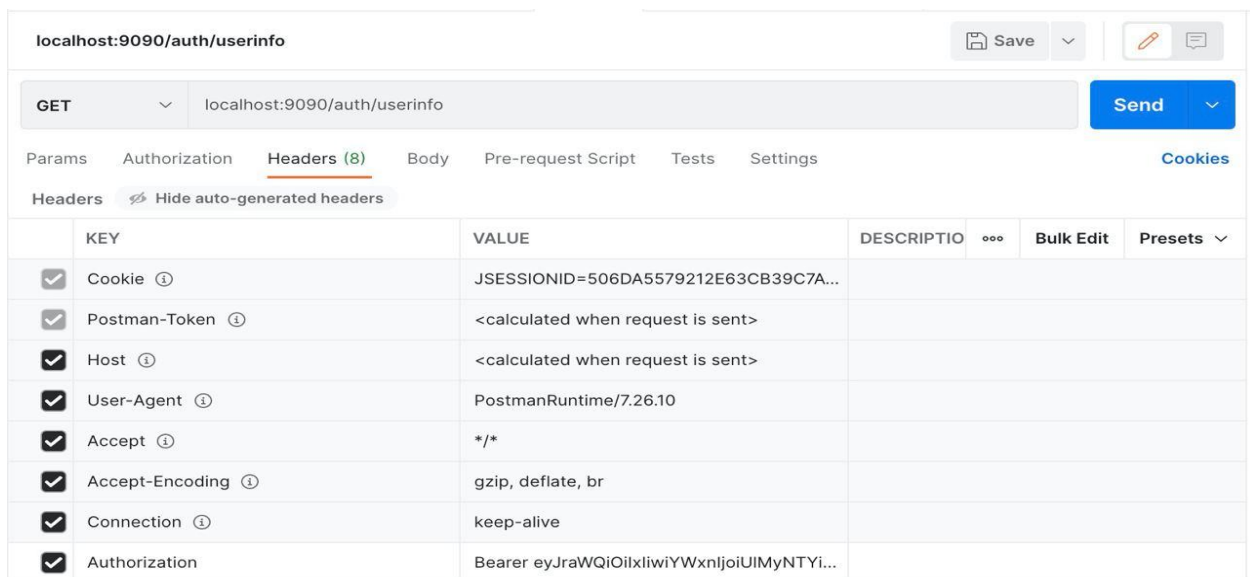 localhost:9090/auth/userinfo Save
GET localhost:9090/auth/userinfo Send
Params Authorization Headers (8) Body Pre-request Script Tests Settings Cookies
Headers Hide auto-generated headers
KEY VALUE DESCRIPTIO ooo Bulk Edit Presets
Cookie JSESSIONID=506DA5579212E63CB39C7A...
Postman-Token <calculated when request is sent>
Host <calculated when request is sent>
User-Agent PostmanRuntime/7.26.10
Accept */*
Accept-Encoding gzip, deflate, br
Connection keep-alive
Authorization Bearer eyJraWQiOiIxIiwiYWxnIjoiUlMyNTYi...